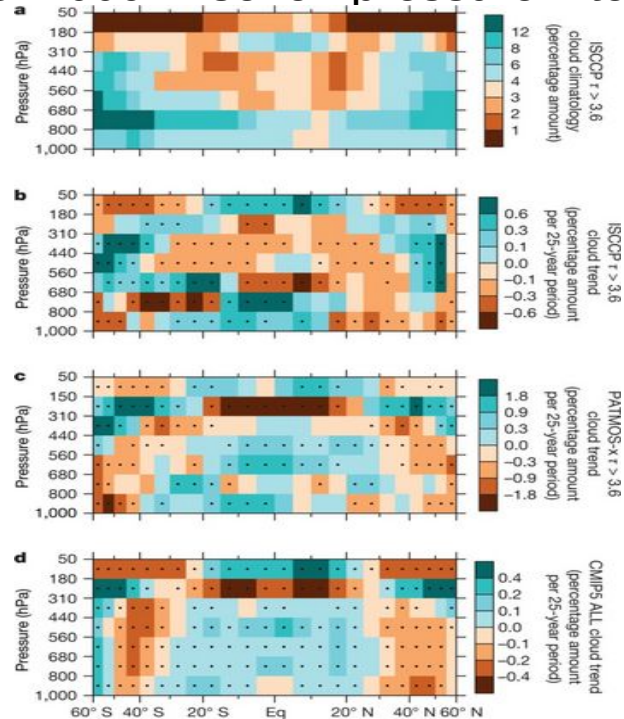 a
50
180
310
440
560
680
800
1,000
Pressure (hPa)
12
8
6
4
3
2
1
ISCCP τ > 3.6
cloud climatology
(percentage amount)
60° S
40° S
20° S
Eq
20° N
40° N
60° N
b
50
180
310
440
560
680
800
1,000
Pressure (hPa)
0.6
0.3
0.1
0.0
−0.1
−0.3
−0.6
ISCCP τ > 3.6
cloud trend
(percentage amount
per 25-year period)
c
50
180
310
440
560
680
800
1,000
Pressure (hPa)
1.8
0.9
0.3
0.0
−0.3
−0.9
−1.8
PATMOS-x τ > 3.6
cloud trend
(percentage amount
per 25-year period)
d
50
180
310
440
560
680
800
1,000
Pressure (hPa)
0.4
0.2
0.1
0.0
−0.1
−0.2
−0.4
CMIP5 ALL cloud trend
(percentage amount
per 25-year period)